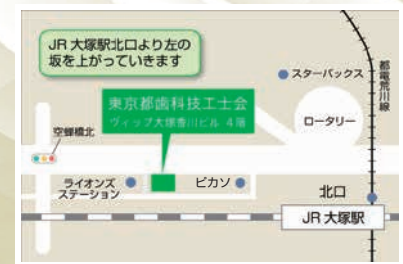 JR 大塚駅北口より左の
坂を上がっていきます
東京都歯科技工士会
ヴィップ大塚香川ビル 4階
スターバックス
都電荒川線
ロータリー
空蝉橋北
ライオンズ
ステーション
ピカソ
北口
JR 大塚駅